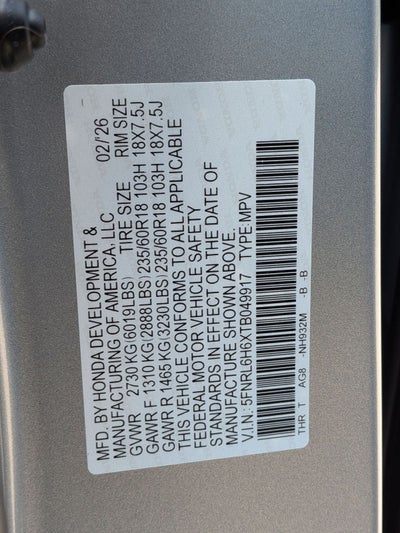 MFD. BY HONDA DEVELOPMENT & 02/'26
MANUFACTURING OF AMERICA, LLC
GVWR 2730 KG(6019LBS) TIRE SIZE RIM SIZE
GAWR F 1310 KG(2888LBS) 235/60R18 103H 18X7.5J
GAWR R 1465 KG(3230LBS) 235/60R18 103H 18X7.5J
THIS VEHICLE CONFORMS TO ALL APPLICABLE
FEDERAL MOTOR VEHICLE SAFETY
STANDARDS IN EFFECT ON THE DATE OF
MANUFACTURE SHOWN ABOVE.
V.I.N.: 5FNRL6H6XTB049917 TYPE:MPV
THR T AG8 -NH932M -B -B